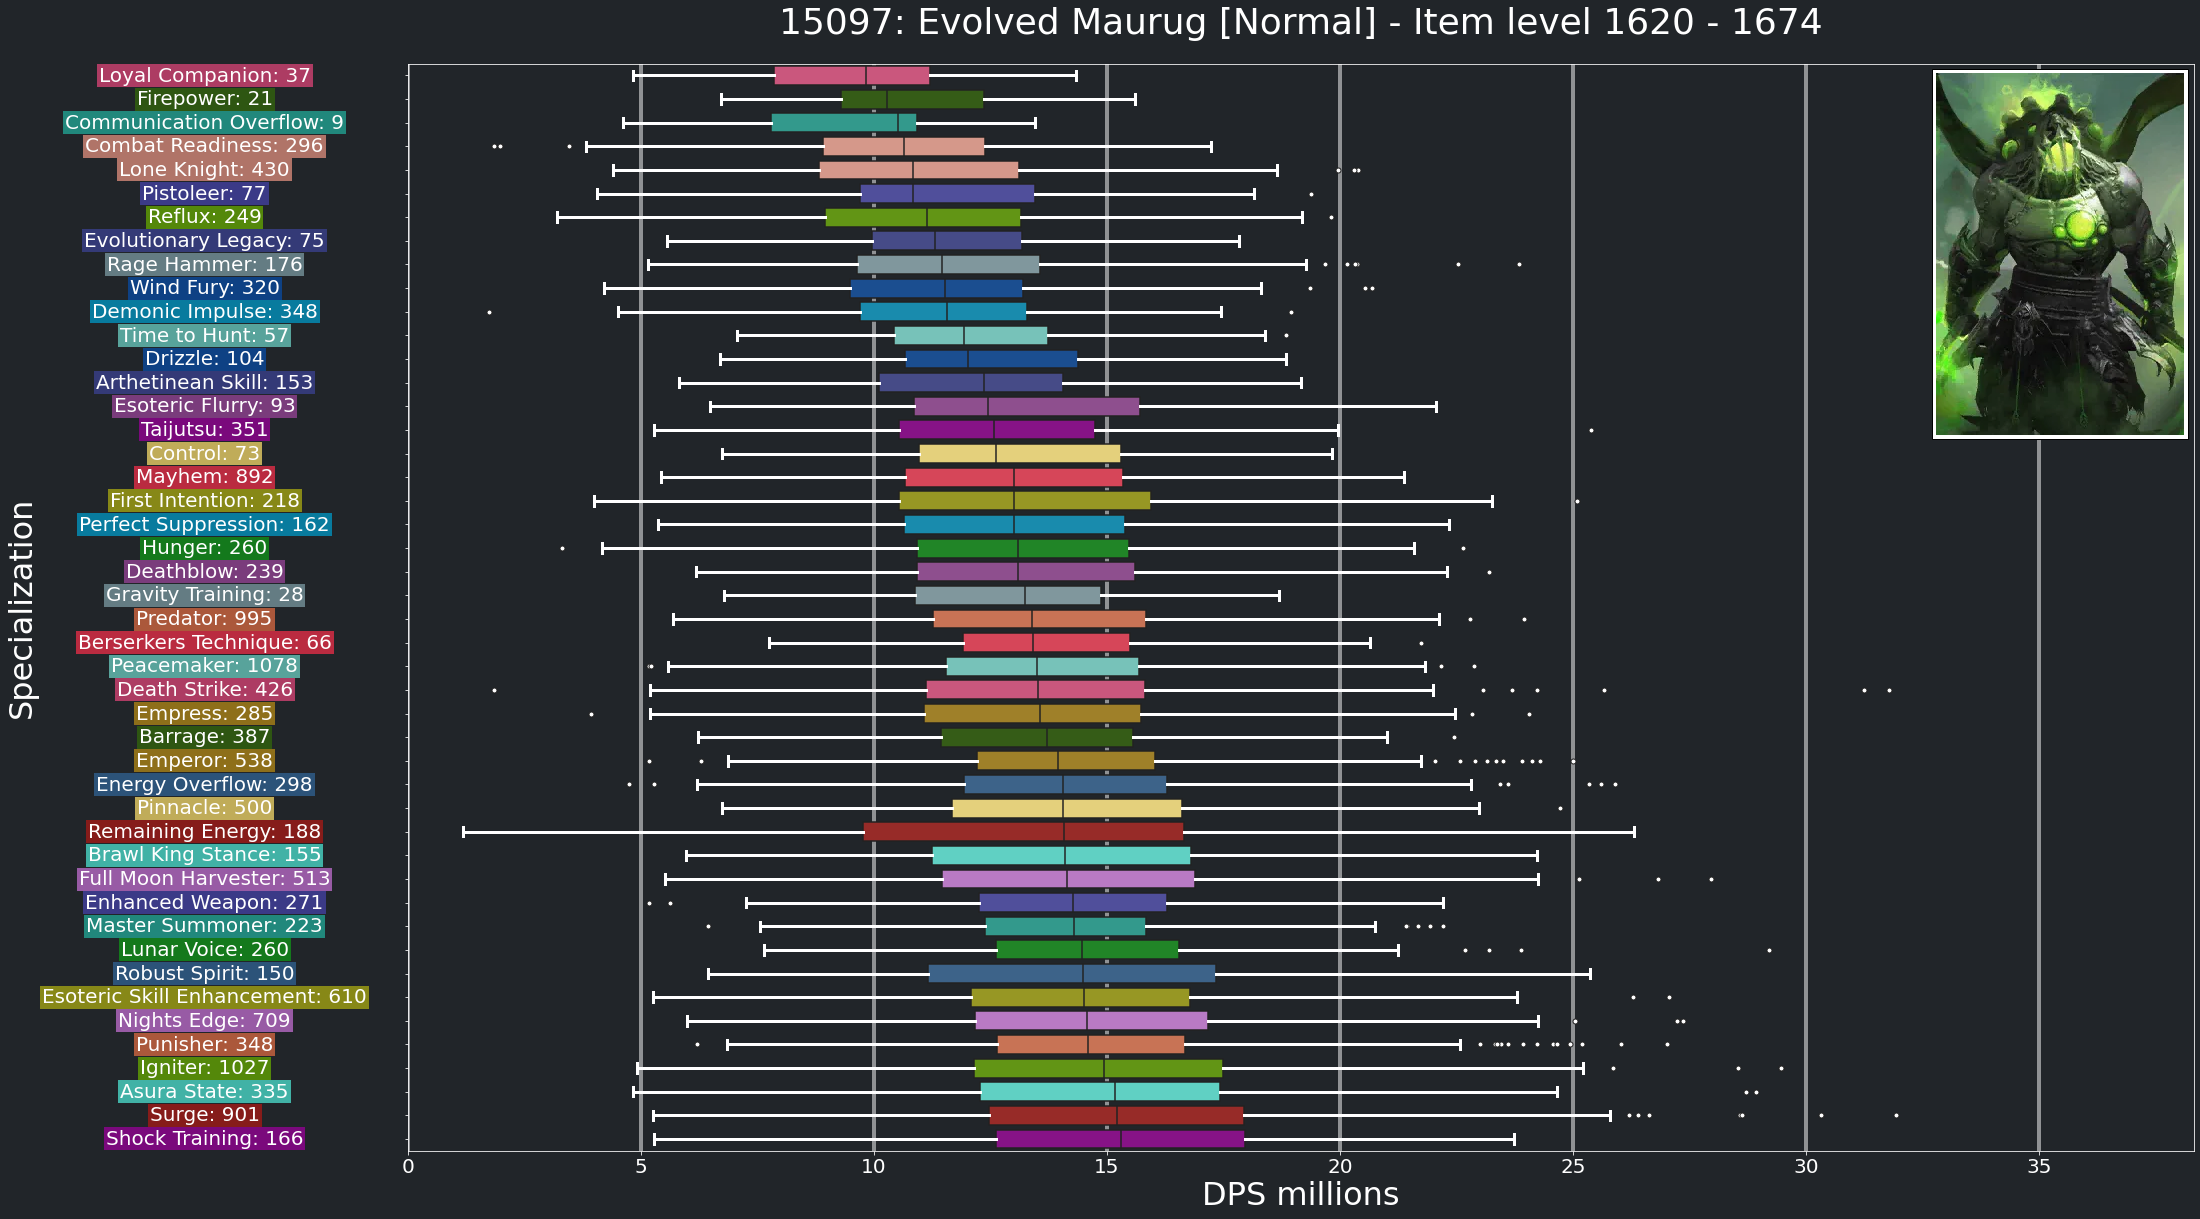 15097: Evolved Maurug [Normal] - Item level 1620 - 1674
Loyal Companion: 37
Firepower: 21
Communication Overflow: 9
Combat Readiness: 296
Lone Knight: 430
Pistoleer: 77
Reflux: 249
Evolutionary Legacy: 75
Rage Hammer: 176
Wind Fury: 320
Demonic Impulse: 348
Time to Hunt: 57
Drizzle: 104
Arthetinean Skill: 153
Esoteric Flurry: 93
Taijutsu: 351
Control: 73
Mayhem: 892
First Intention: 218
Perfect Suppression: 162
Hunger: 260
Deathblow: 239
Gravity Training: 28
Predator: 995
Berserkers Technique: 66
Peacemaker: 1078
Death Strike: 426
Empress: 285
Barrage: 387
Emperor: 538
Energy Overflow: 298
Pinnacle: 500
Remaining Energy: 188
Brawl King Stance: 155
Full Moon Harvester: 513
Enhanced Weapon: 271
Master Summoner: 223
Lunar Voice: 260
Robust Spirit: 150
Esoteric Skill Enhancement: 610
Nights Edge: 709
Punisher: 348
Igniter: 1027
Asura State: 335
Surge: 901
Shock Training: 166
Specialization
0 5 10 15 20 25 30 35
DPS millions